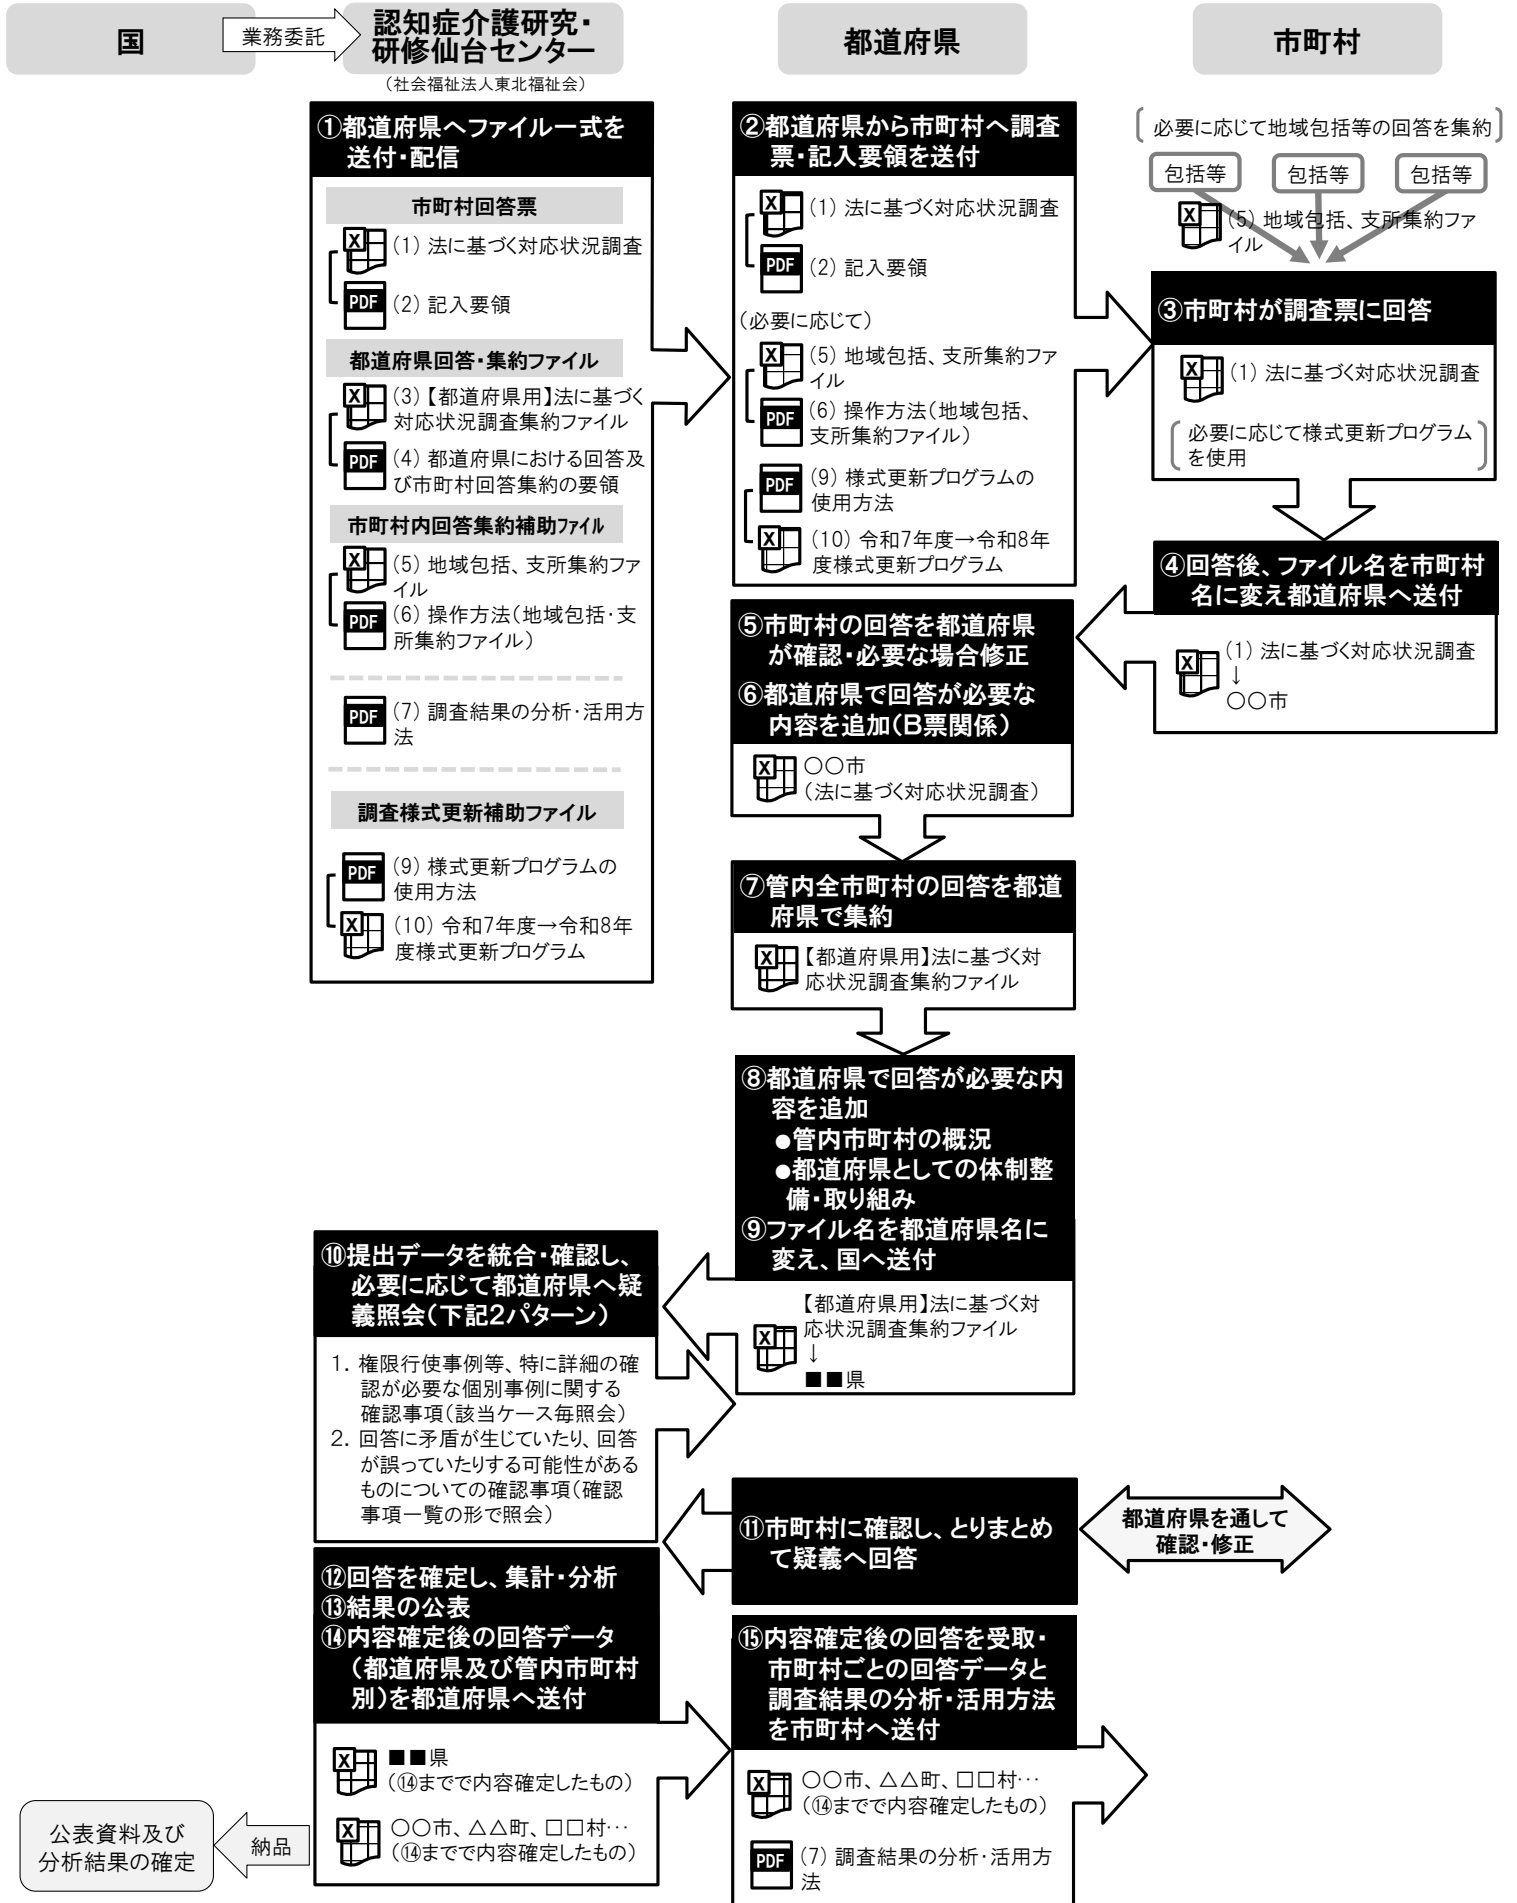 国
業務委託
認知症介護研究・
研修仙台センター
（社会福祉法人東北福祉会）
都道府県
市町村
①都道府県へファイル一式を
送付・配信
市町村回答票
X
(1) 法に基づく対応状況調査
PDF
(2) 記入要領
都道府県回答・集約ファイル
X
(3)【都道府県用】法に基づく
対応状況調査集約ファイル
PDF
(4) 都道府県における回答及
び市町村回答集約の要領
市町村内回答集約補助ファイル
X
(5) 地域包括、支所集約ファ
イル
PDF
(6) 操作方法（地域包括・支
所集約ファイル）
PDF
(7) 調査結果の分析・活用方
法
調査様式更新補助ファイル
PDF
(9) 様式更新プログラムの
使用方法
X
(10) 令和7年度→令和8年
度様式更新プログラム
②都道府県から市町村へ調査
票・記入要領を送付
X
(1) 法に基づく対応状況調査
PDF
(2) 記入要領
（必要に応じて）
X
(5) 地域包括、支所集約ファ
イル
PDF
(6) 操作方法（地域包括、
支所集約ファイル）
PDF
(9) 様式更新プログラムの
使用方法
X
(10) 令和7年度→令和8年
度様式更新プログラム
必要に応じて地域包括等の回答を集約
包括等
包括等
包括等
X
(5) 地域包括、支所集約ファ
イル
③市町村が調査票に回答
X
(1) 法に基づく対応状況調査
必要に応じて様式更新プログラム
を使用
④回答後、ファイル名を市町村
名に変え都道府県へ送付
X
(1) 法に基づく対応状況調査
↓
〇〇市
⑤市町村の回答を都道府県
が確認・必要な場合修正
⑥都道府県で回答が必要な
内容を追加（B票関係）
X
〇〇市
（法に基づく対応状況調査）
⑦管内全市町村の回答を都道
府県で集約
X
【都道府県用】法に基づく対
応状況調査集約ファイル
⑧都道府県で回答が必要な内
容を追加
●管内市町村の概況
●都道府県としての体制整
備・取り組み
⑨ファイル名を都道府県名に
変え、国へ送付
X
【都道府県用】法に基づく対
応状況調査集約ファイル
↓
■■県
⑩提出データを統合・確認し、
必要に応じて都道府県へ疑
義照会（下記2パターン）
1. 権限行使事例等、特に詳細の確
認が必要な個別事例に関する
確認事項（該当ケース毎照会）
2. 回答に矛盾が生じていたり、回答
が誤っていたりする可能性がある
ものについての確認事項（確認
事項一覧の形で照会）
⑪市町村に確認し、とりまとめ
て疑義へ回答
都道府県を通して
確認・修正
⑫回答を確定し、集計・分析
⑬結果の公表
⑭内容確定後の回答データ
（都道府県及び管内市町村
別）を都道府県へ送付
X
■■県
（⑭までで内容確定したもの）
X
〇〇市、△△町、□□村…
（⑭までで内容確定したもの）
納品
公表資料及び
分析結果の確定
⑮内容確定後の回答を受取・
市町村ごとの回答データと
調査結果の分析・活用方法
を市町村へ送付
X
〇〇市、△△町、□□村…
（⑭までで内容確定したもの）
PDF
(7) 調査結果の分析・活用方
法